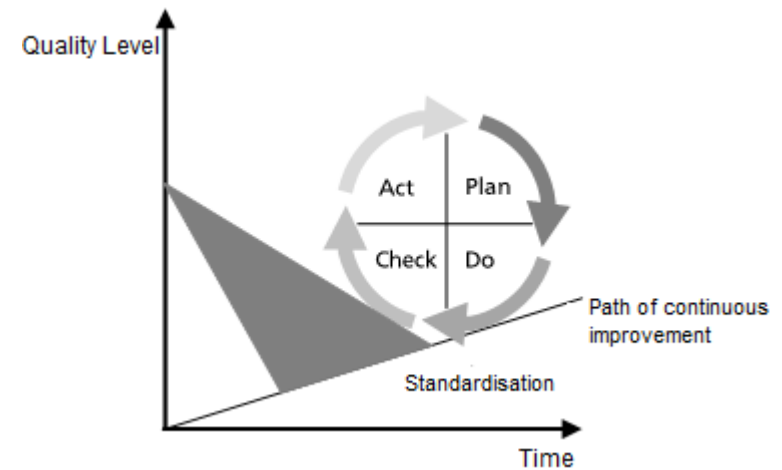 Quality Level
Act
Plan
Check
Do
Path of continuous
improvement
Standardisation
Time